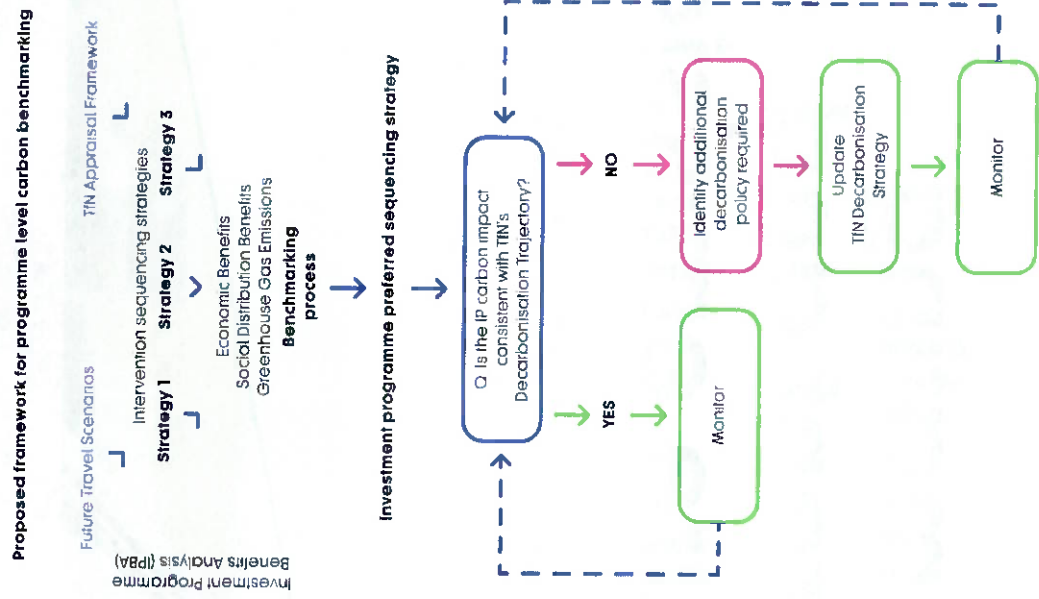 Proposed framework for programme level carbon benchmarking
Future Travel Scenarios
TfN Appraisal Framework
Investment Programme
Benefits Analysis (IPBA)
Intervention sequencing strategies
Strategy 1
Strategy 2
Strategy 3
Economic Benefits
Social Distribution Benefits
Greenhouse Gas Emissions
Benchmarking
process
Investment programme preferred sequencing strategy
Q Is the IP carbon impact
consistent with TfN's
Decarbonisation Trajectory?
YES
NO
Monitor
Identify additional
decarbonisation
policy required
Update
TfN Decarbonisation
Strategy
Monitor